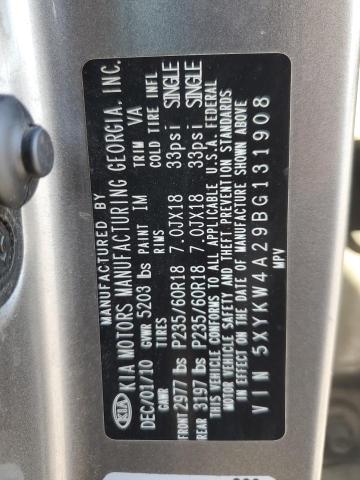 KIA
MANUFACTURED BY
KIA MOTORS MANUFACTURING GEORGIA, INC.
DEC/01/10 GVWR 5203 lbs PAINT IM TRIM VA
GAWR TIRES RIMS COLD TIRE INFL
FRONT 2977 lbs P235/60R18 7.0JX18 33psi SINGLE
REAR 3197 lbs P235/60R18 7.0JX18 33psi SINGLE
THIS VEHICLE CONFORMS TO ALL APPLICABLE U.S.A. FEDERAL
MOTOR VEHICLE SAFETY AND THEFT PREVENTION STANDARDS
IN EFFECT ON THE DATE OF MANUFACTURE SHOWN ABOVE
VIN 5XYKW4A29BG131908
MPV